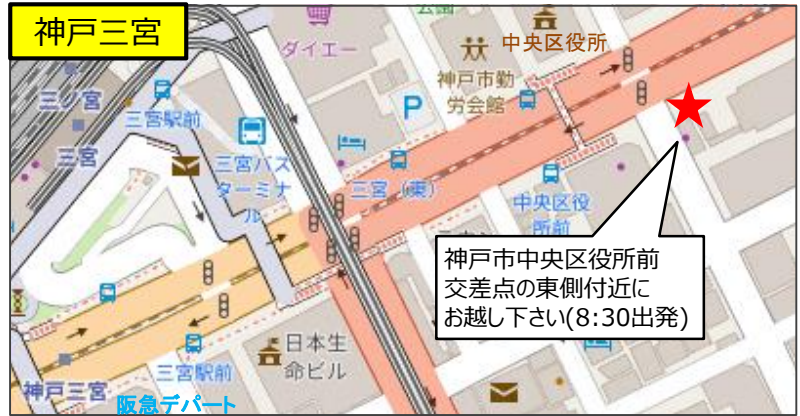 神戸三宮
ダイエー
中央区役所
神戸市勤
労会館
P
三ノ宮
三宮駅前
三宮
三宮バス
ターミナ
ル
三宮（東）
中央区役
所前
神戸市中央区役所前
交差点の東側付近に
お越し下さい(8:30出発)
日本生
命ビル
三宮駅前
神戸三宮
阪急デパート